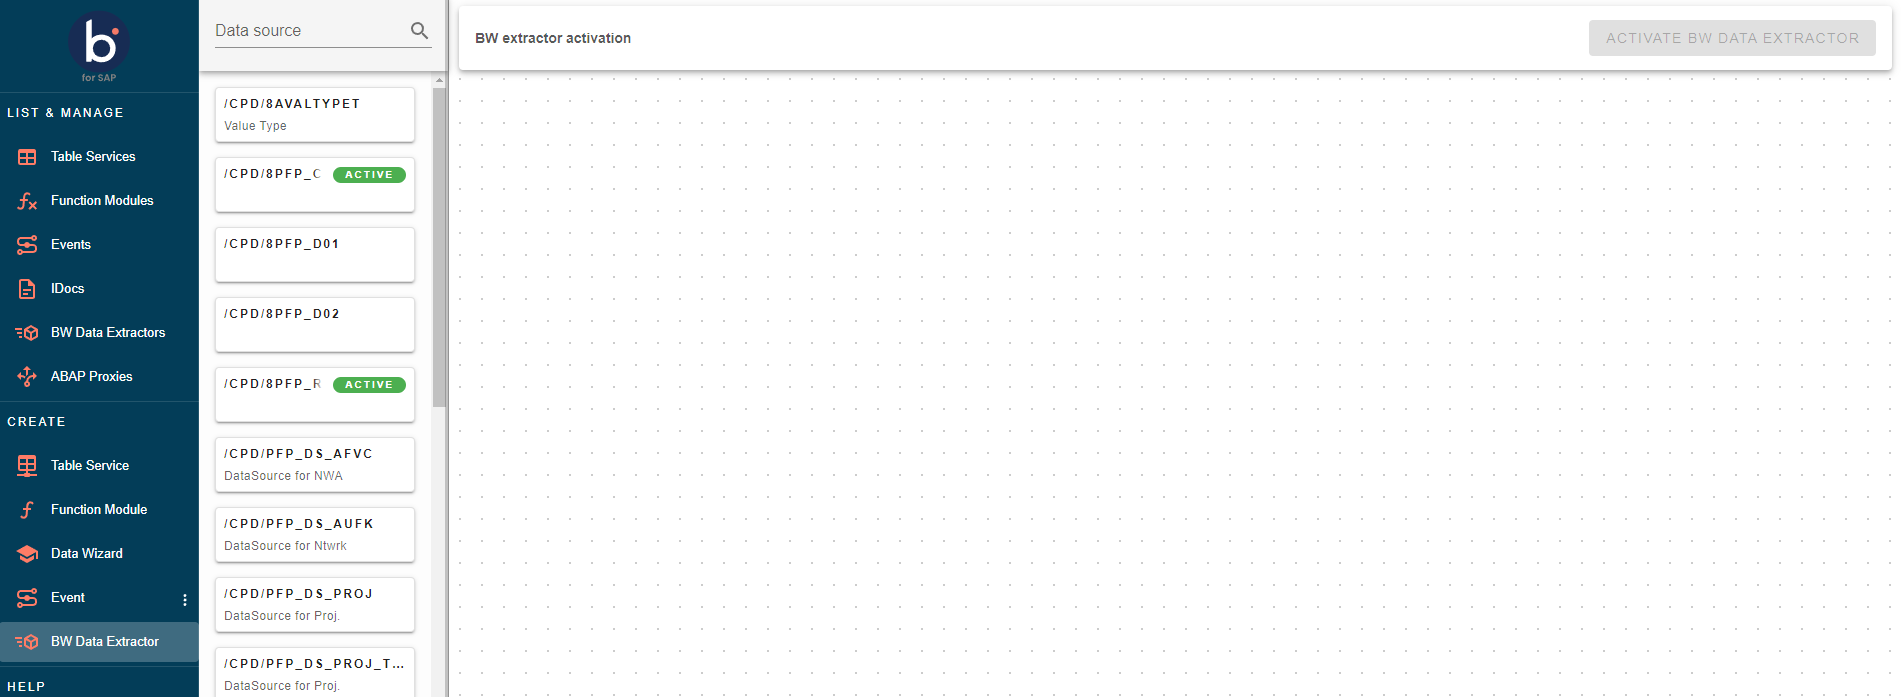 b
for SAP
LIST & MANAGE
Table Services
Function Modules
Events
IDocs
BW Data Extractors
ABAP Proxies
CREATE
Table Service
Function Module
Data Wizard
Event
BW Data Extractor
HELP
Data source
/CPD/8AVALTYPET
Value Type
/CPD/8PFP_C
ACTIVE
/CPD/8PFP_D01
/CPD/8PFP_D02
/CPD/8PFP_R
ACTIVE
/CPD/PFP_DS_AFVC
DataSource for NWA
/CPD/PFP_DS_AUFK
DataSource for Ntwrk
/CPD/PFP_DS_PROJ
DataSource for Proj.
/CPD/PFP_DS_PROJ_T...
DataSource for Proj.
BW extractor activation
ACTIVATE BW DATA EXTRACTOR